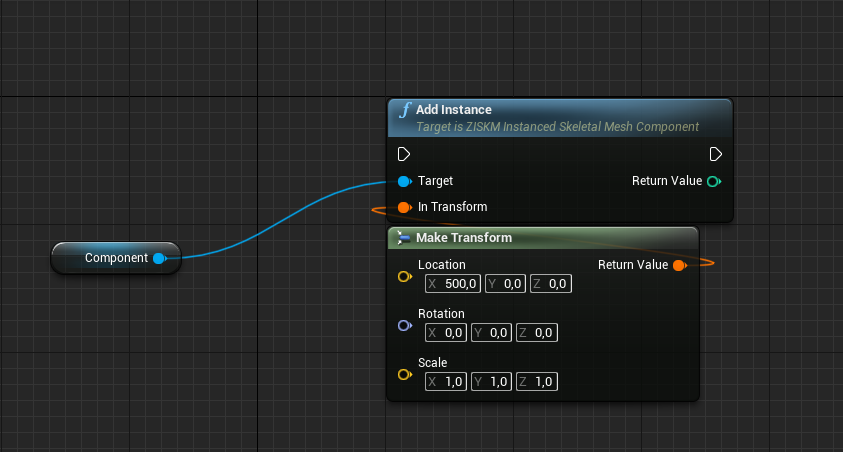 f Add Instance
Target is ZISKM Instanced Skeletal Mesh Component
Target
Return Value
In Transform
Component
Make Transform
Location
Return Value
X 500,0 Y 0,0 Z 0,0
Rotation
X 0,0 Y 0,0 Z 0,0
Scale
X 1,0 Y 1,0 Z 1,0